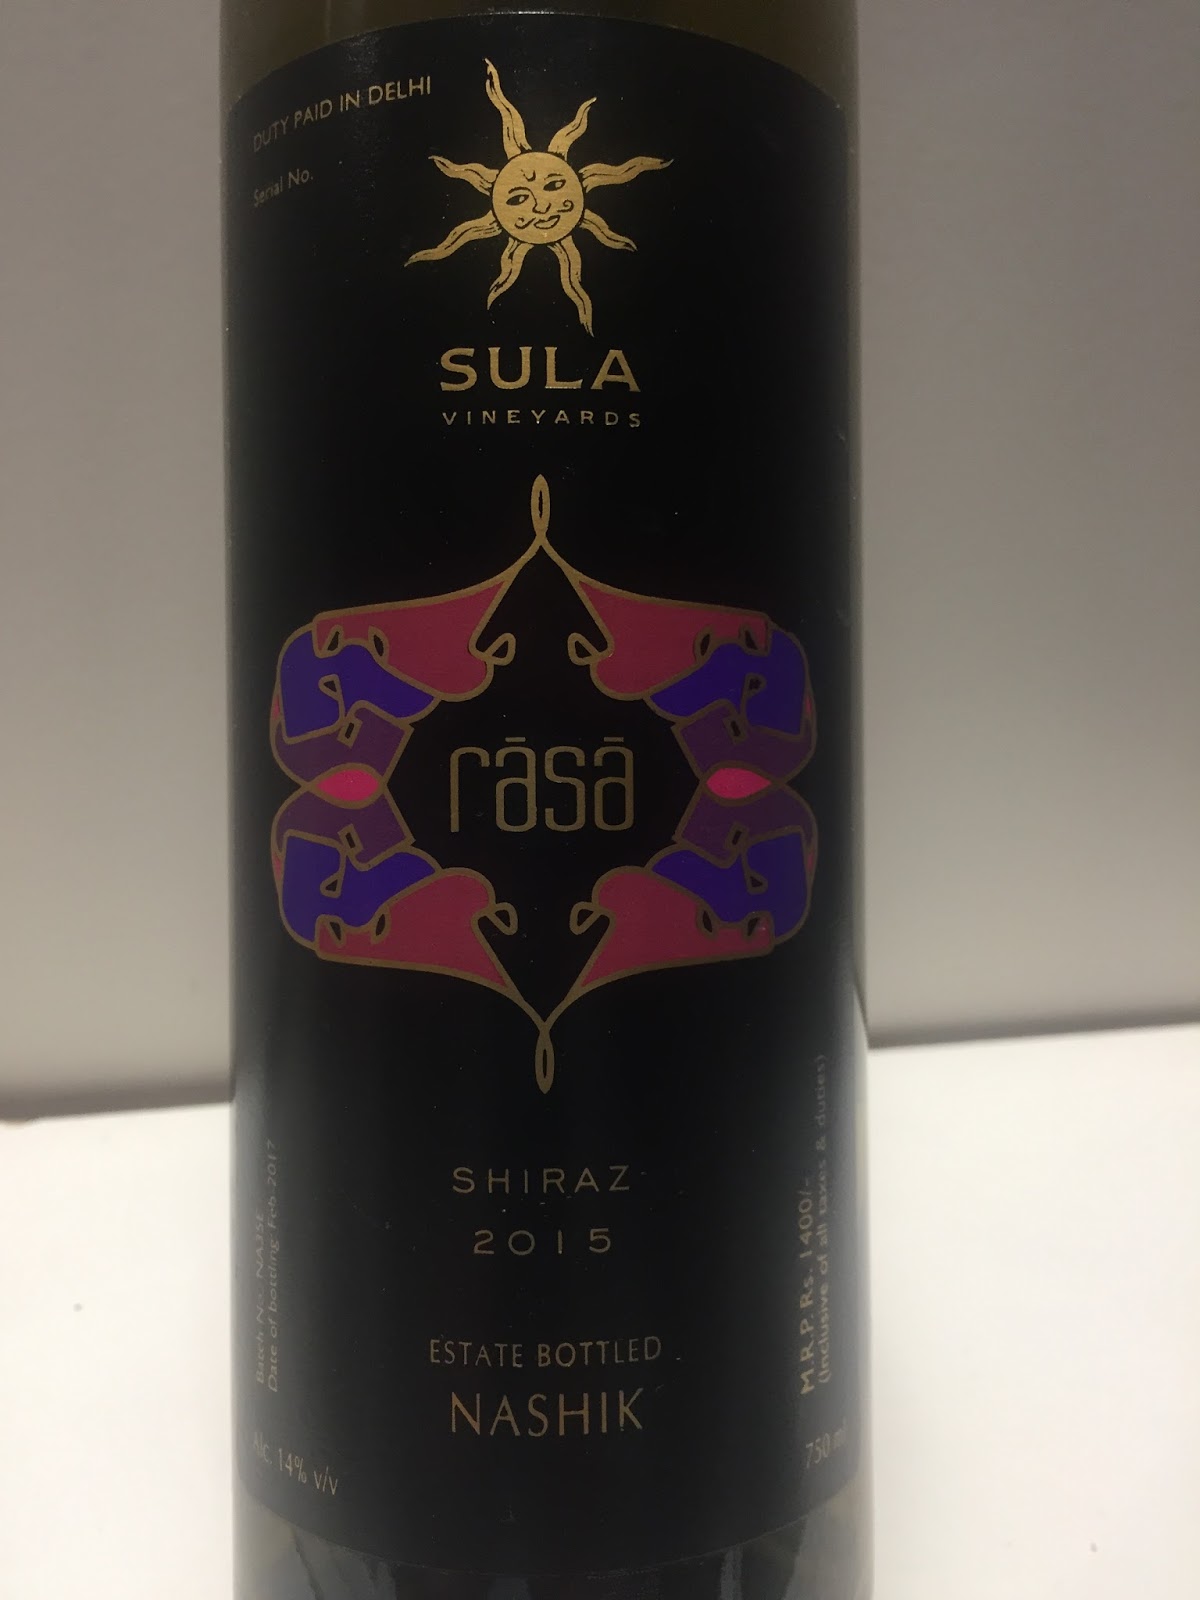 DUTY PAID IN DELHI
Serial No.
SULA
VINEYARDS
rāsā
SHIRAZ
2015
ESTATE BOTTLED
NASHIK
Date of bottling: Feb 2017
M.R.P. Rs. 1400/-
(Inclusive of all taxes & duties)
Alc. 14% v/v
750 ml